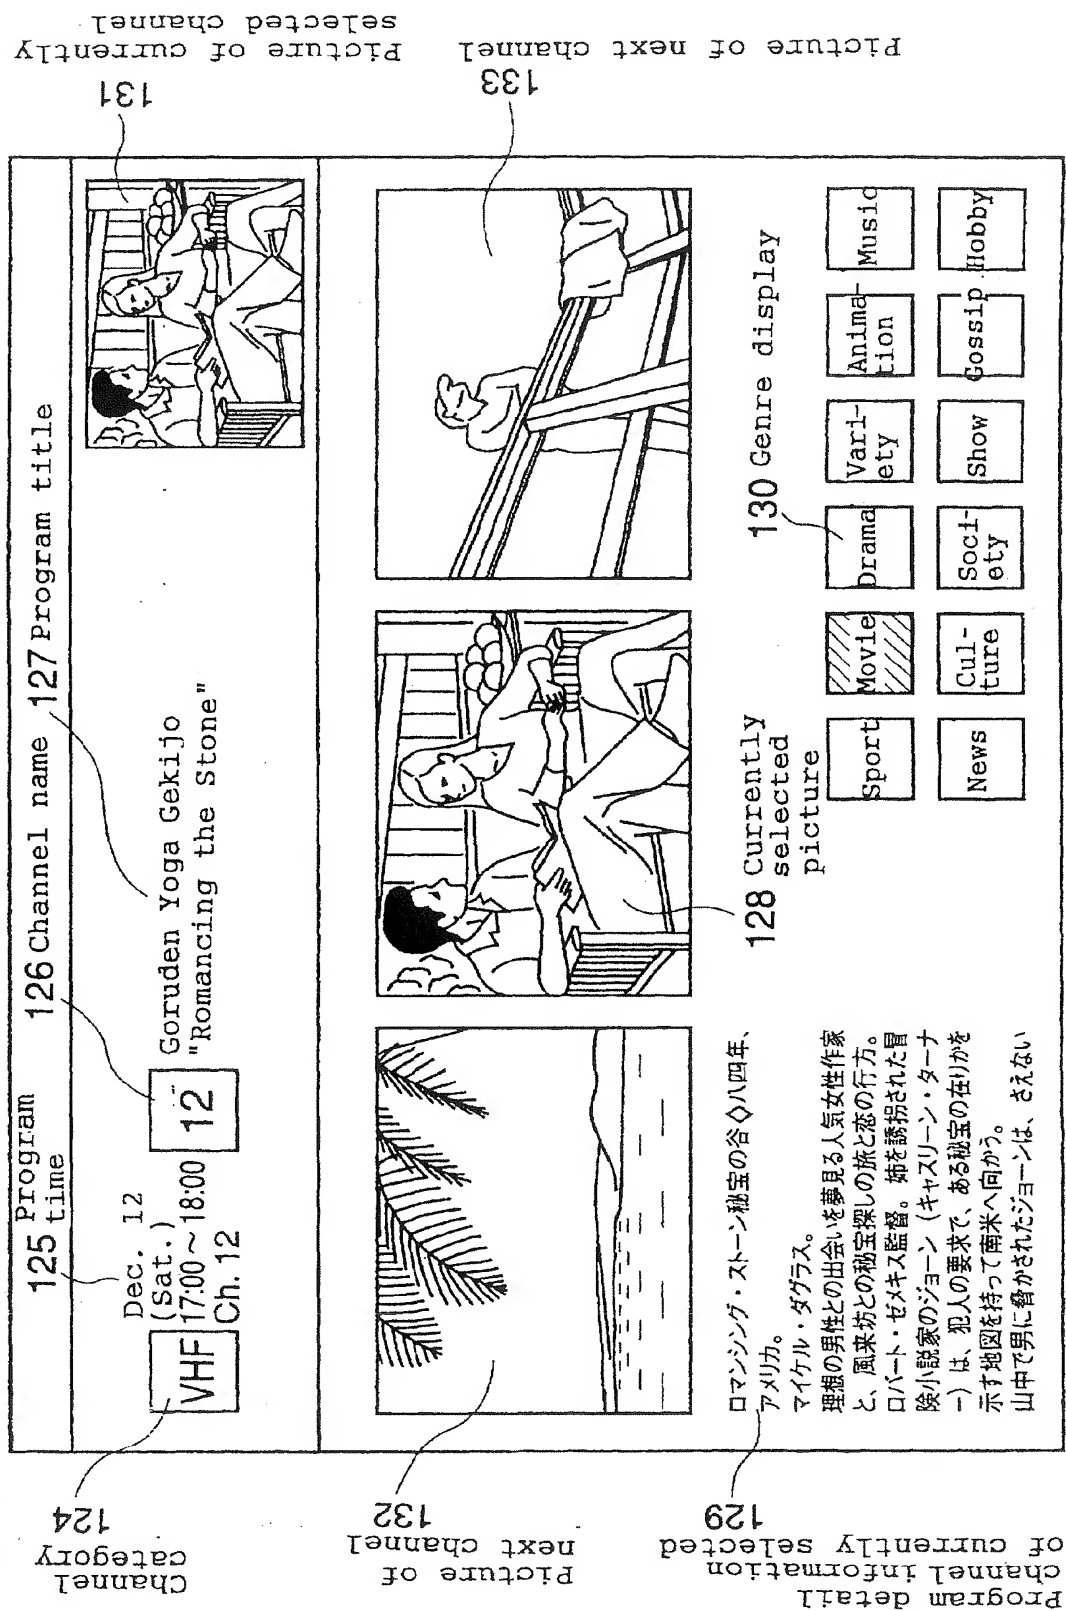 125 Program
time
126 Channel name
127 Program title
124
Channel
category
VHF
Dec. 12
(Sat.)
17:00～18:00
Ch. 12
12
Goruden Yoga Gekijo
"Romancing the Stone"
131
Picture of currently
selected channel
132
Picture of
next channel
133
Picture of next channel
128 Currently
selected
picture
129
Program detail
channel information
of currently selected
ロマンシング・ストーン秘宝の谷◇八四年、
アメリカ。
マイケル・ダグラス。
理想の男性との出会いを夢見る人気女性作家
と、風来坊との秘宝探しの旅と恋の行方。
ロバート・ゼメキス監督。姉を誘拐された冒
険小説家のジョーン（キャスリーン・ターナ
ー）は、犯人の要求で、ある秘宝の在りかを
示す地図を持って南米へ向かう。
山中で男に脅かされたジョーンは、さえない
130 Genre display
Sport
Movie
Drama
Vari-
ety
Anima-
tion
Music
News
Cul-
ture
Soci-
ety
Show
Gossip
Hobby